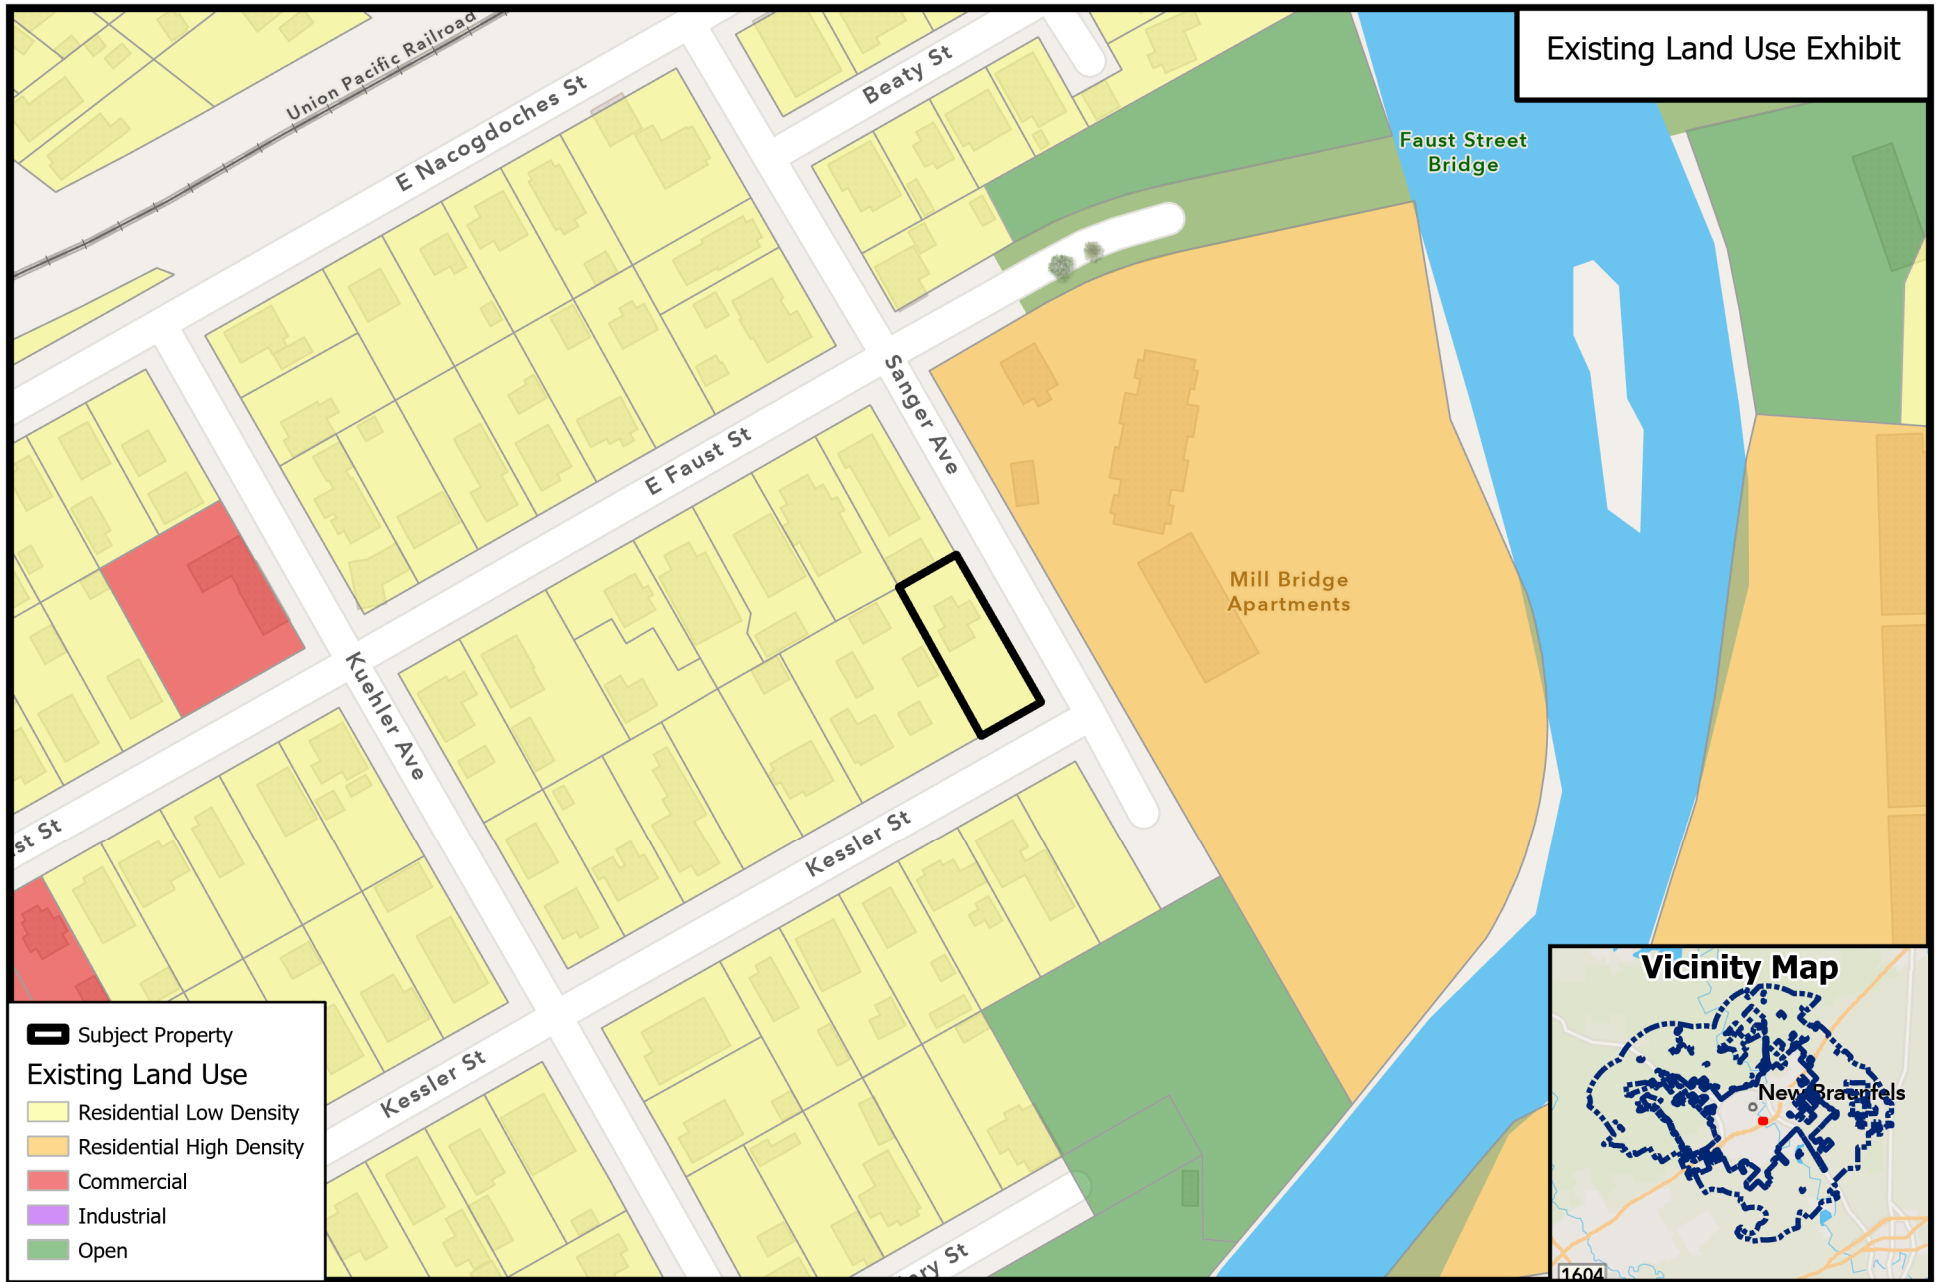 Existing Land Use Exhibit
Union Pacific Railroad
E Nacogdoches St
Beaty St
Faust Street
Bridge
Sanger Ave
E Faust St
Mill Bridge
Apartments
Kuehler Ave
st St
Kessler St
Kessler St
ary St
Subject Property
Existing Land Use
Residential Low Density
Residential High Density
Commercial
Industrial
Open
Vicinity Map
New Braunfels
1604